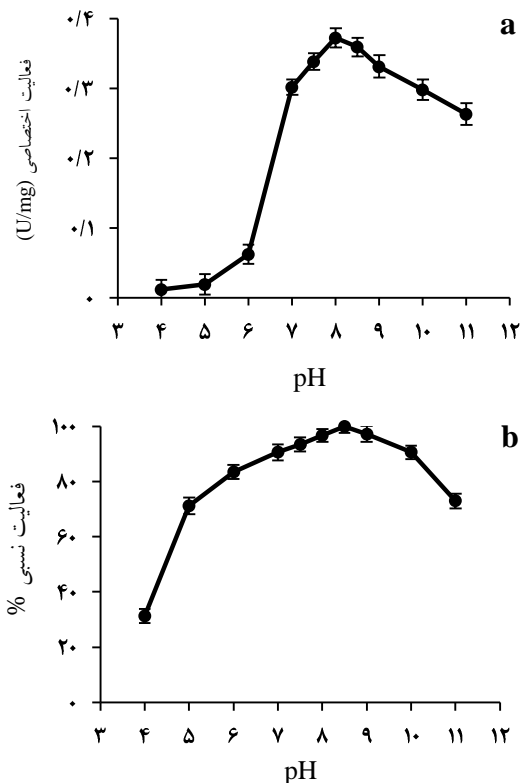 a
۰/۴
۰/۳
۰/۲
۰/۱
۰
فعالیت اختصاصی (U/mg)
۳ ۴ ۵ ۶ ۷ ۸ ۹ ۱۰ ۱۱ ۱۲
pH
b
۱۰۰
۸۰
۶۰
۴۰
۲۰
۰
فعالیت نسبی %
۳ ۴ ۵ ۶ ۷ ۸ ۹ ۱۰ ۱۱ ۱۲
pH